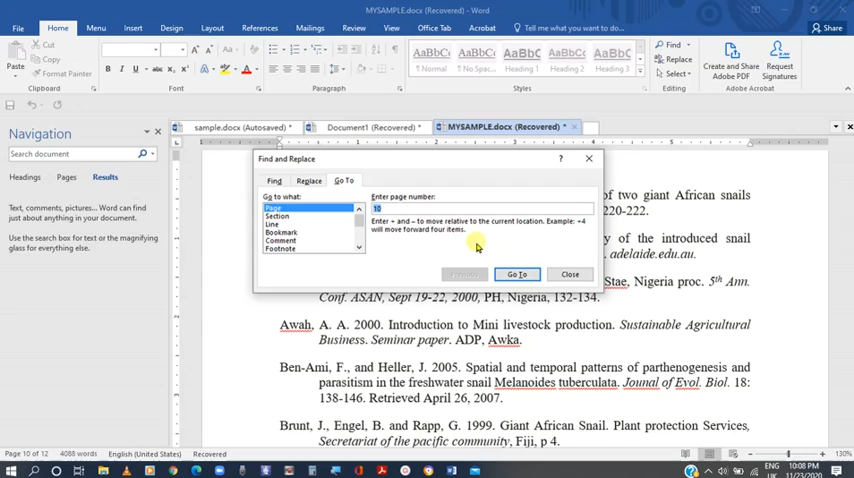 MYSAMPLE.docx (Recovered) - Word
File Home Menu Insert Design Layout References Mailings Review View Office Tab Acrobat Tell me what you want to do... Share
Paste
Cut
Copy
Format Painter
Clipboard Font Paragraph Styles Editing Adobe Acrobat
AaBbCc AaBbCc AaBbCc AaBbCc AaBbCc
¶ Normal ¶ No Spac... Heading 1 Heading 2 Heading 3
Find
Replace
Select
Create and Share Adobe PDF
Request Signatures
sample.docx (Autosaved) * Document1 (Recovered) * MYSAMPLE.docx (Recovered) *
Navigation
Search document
Headings Pages Results
Text, comments, pictures...Word can find just about anything in your document.
Use the search box or the magnifying glass for everything else.
Find and Replace
Find Replace Go To
Go to what:
Page
Section
Line
Bookmark
Comment
Footnote
Enter page number:
10
Enter + and – to move relative to the current location. Example: +4 will move forward four items.
Go To Close
of two giant African snails
220-222.
y of the introduced snail
adelaide.edu.au.
Stae, Nigeria proc. 5th Ann.
Conf. ASAN, Sept 19-22, 2000, PH, Nigeria, 132-134.
Awah, A. A. 2000. Introduction to Mini livestock production. Sustainable Agricultural
Business. Seminar paper. ADP, Awka.
Ben-Ami, F., and Heller, J. 2005. Spatial and temporal patterns of parthenogenesis and
parasitism in the freshwater snail Melanoides tuberculata. Jounal of Evol. Biol. 18:
138-146. Retrieved April 26, 2007.
Brunt, J., Engel, B. and Rapp, G. 1999. Giant African Snail. Plant protection Services,
Secretariat of the pacific community, Fiji, p 4.
Page 10 of 12 4088 words English (United States) Recovered 130%
ENG
UK
10:08 PM
11/23/2020